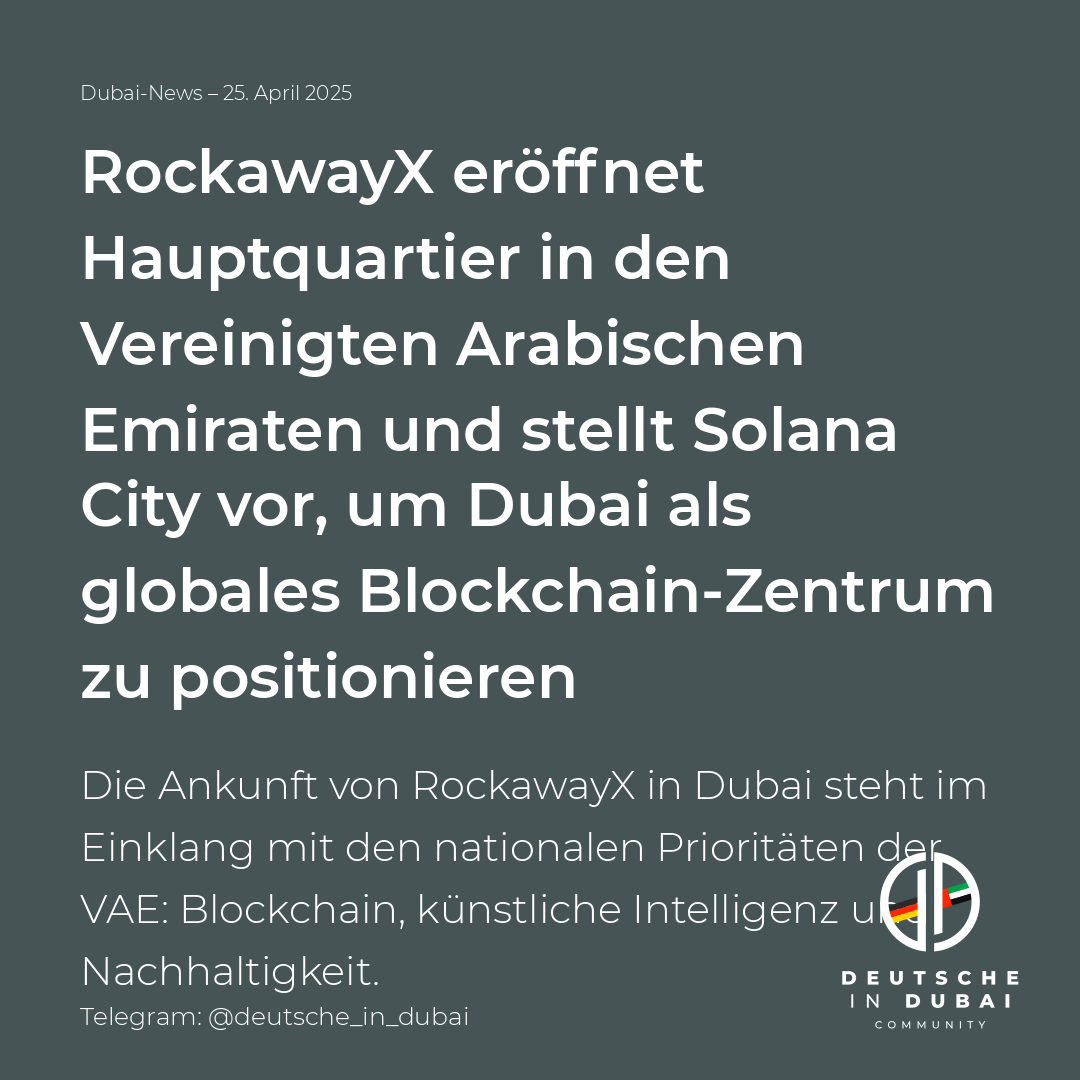 Dubai-News – 25. April 2025
RockawayX eröffnet
Hauptquartier in den
Vereinigten Arabischen
Emiraten und stellt Solana
City vor, um Dubai als
globales Blockchain-Zentrum
zu positionieren
Die Ankunft von RockawayX in Dubai steht im
Einklang mit den nationalen Prioritäten der
VAE: Blockchain, künstliche Intelligenz und
Nachhaltigkeit.
Telegram: @deutsche_in_dubai
DEUTSCHE
IN DUBAI
COMMUNITY